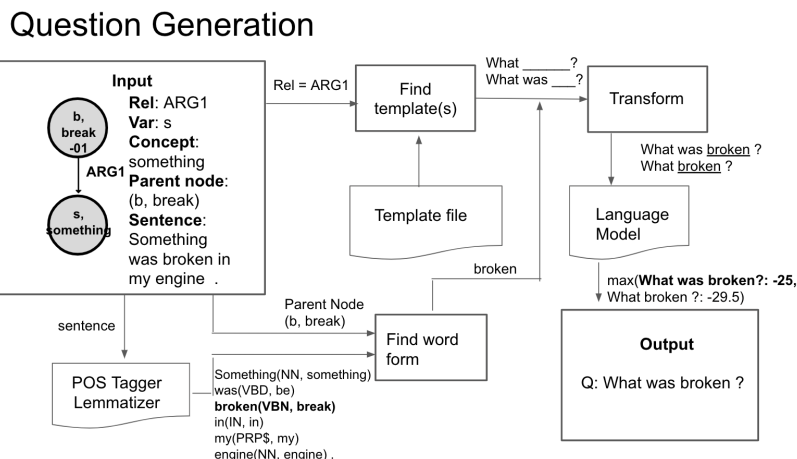 Question Generation
Input
Rel: ARG1
Var: s
Concept:
something
Parent node:
(b, break)
Sentence:
Something
was broken in
my engine .
b,
break
-01
ARG1
s,
something
Rel = ARG1
Find
template(s)
What ______?
What was ___?
Transform
Template file
What was broken ?
What broken ?
Language
Model
max(What was broken?: -25,
What broken ?: -29.5)
broken
Parent Node
(b, break)
Find word
form
sentence
POS Tagger
Lemmatizer
Something(NN, something)
was(VBD, be)
broken(VBN, break)
in(IN, in)
my(PRP$, my)
engine(NN, engine) .
Output
Q: What was broken ?